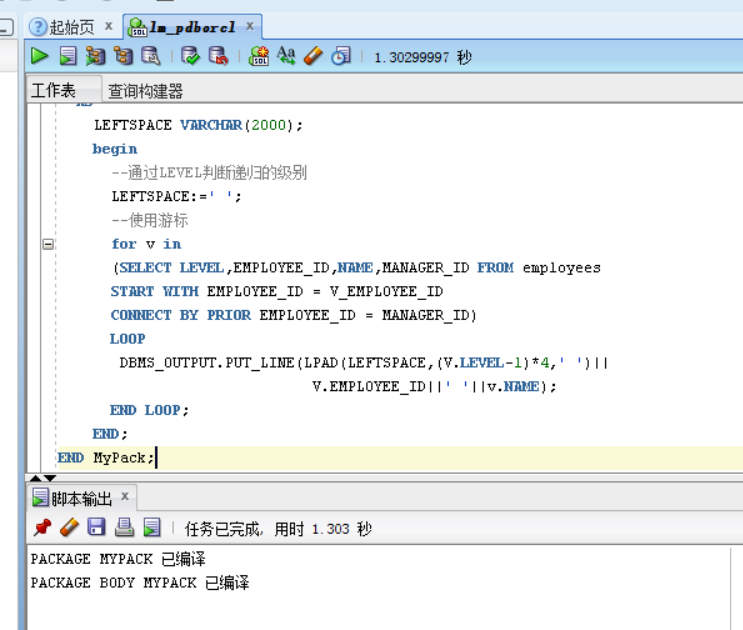 起始页
lm_pdborcl
1.30299997 秒
工作表 查询构建器
LEFTSPACE VARCHAR(2000);
begin
--通过LEVEL判断递归的级别
LEFTSPACE:=' ';
--使用游标
for v in
(SELECT LEVEL,EMPLOYEE_ID,NAME,MANAGER_ID FROM employees
START WITH EMPLOYEE_ID = V_EMPLOYEE_ID
CONNECT BY PRIOR EMPLOYEE_ID = MANAGER_ID)
LOOP
DBMS_OUTPUT.PUT_LINE(LPAD(LEFTSPACE,(V.LEVEL-1)*4,' ')||
V.EMPLOYEE_ID||' '||v.NAME);
END LOOP;
END;
END MyPack;
脚本输出
任务已完成, 用时 1.303 秒
PACKAGE MYPACK 已编译
PACKAGE BODY MYPACK 已编译